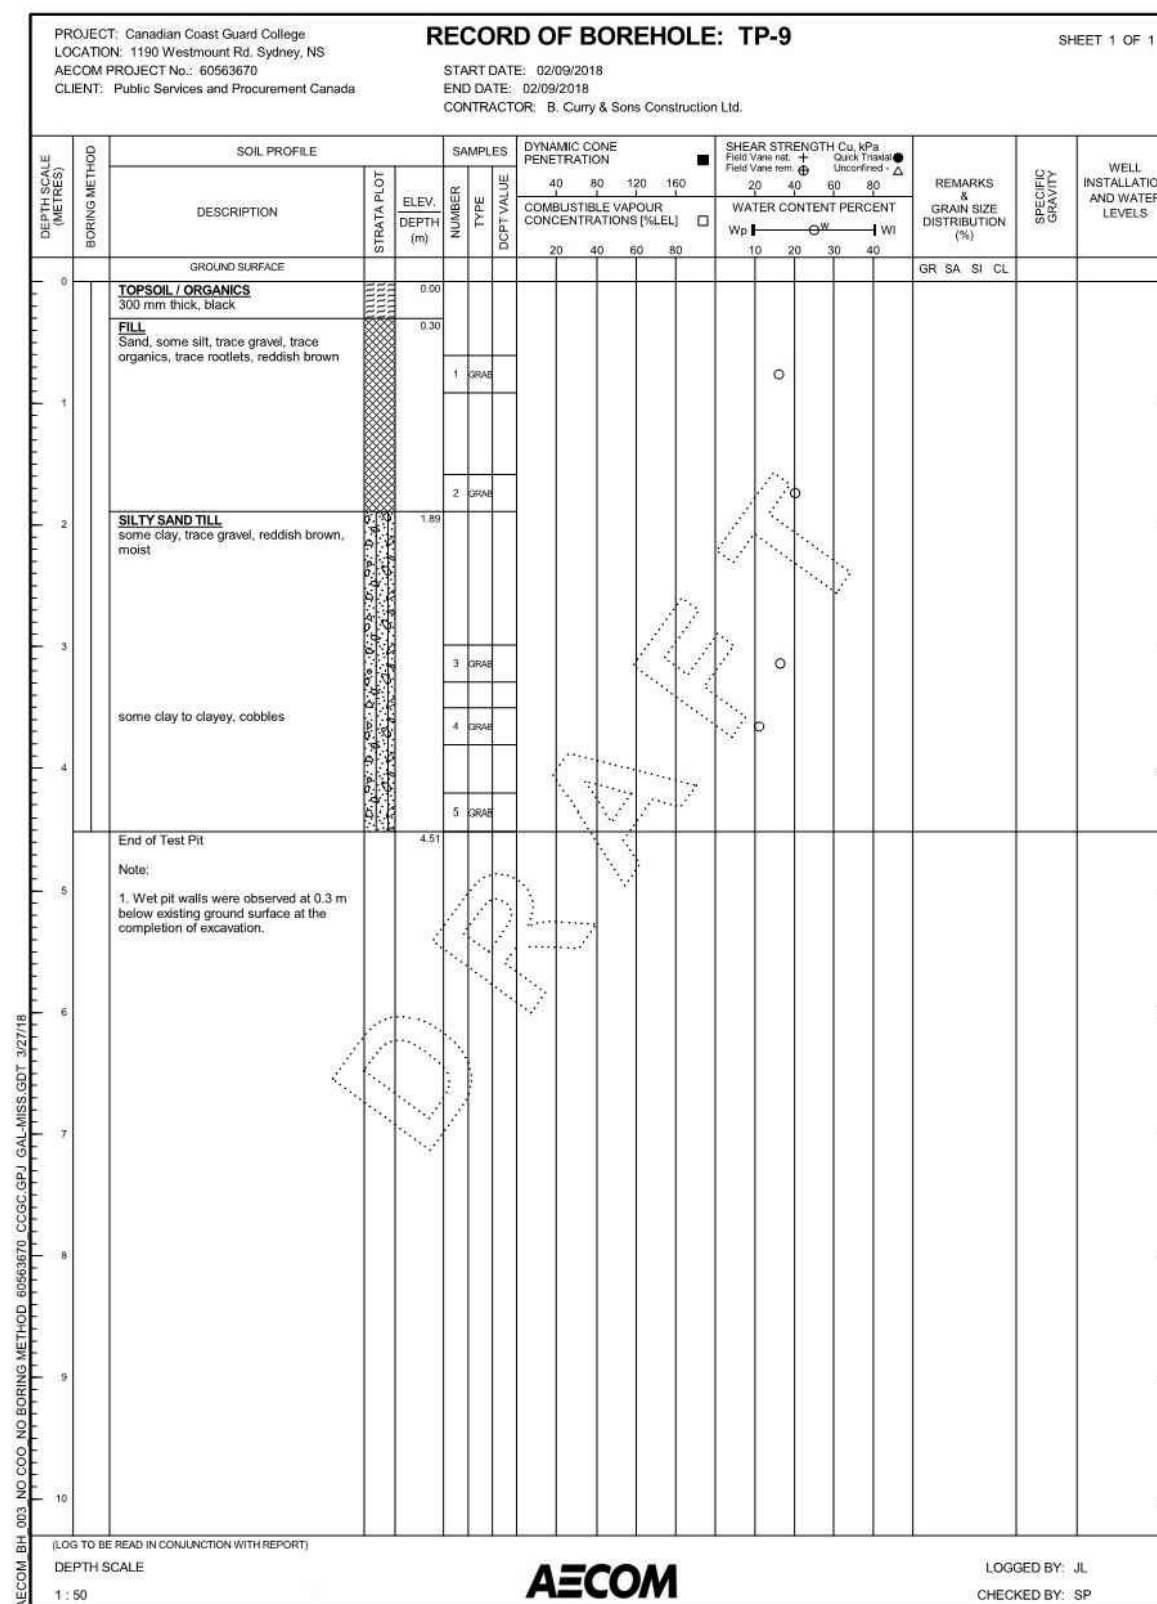 PROJECT: Canadian Coast Guard College
LOCATION: 1190 Westmount Rd. Sydney, NS
AECOM PROJECT No.: 60563670
CLIENT: Public Services and Procurement Canada
RECORD OF BOREHOLE: TP-9
START DATE: 02/09/2018
END DATE: 02/09/2018
CONTRACTOR: B. Curry & Sons Construction Ltd.
SHEET 1 OF 1
DEPTH SCALE
(METRES)
BORING METHOD
SOIL PROFILE
DESCRIPTION
STRATA PLOT
ELEV.
DEPTH
(m)
SAMPLES
NUMBER
TYPE
DCPT VALUE
DYNAMIC CONE
PENETRATION
40 80 120 160
COMBUSTIBLE VAPOUR
CONCENTRATIONS [%LEL]
20 40 60 80
SHEAR STRENGTH Cu, kPa
Field Vane nat. Quick Triaxial
Field Vane rem. Unconfined -
20 40 60 80
WATER CONTENT PERCENT
Wp W Wl
10 20 30 40
REMARKS
&
GRAIN SIZE
DISTRIBUTION
(%)
GR SA SI CL
SPECIFIC
GRAVITY
WELL
INSTALLATIO
AND WATER
LEVELS
GROUND SURFACE
0
TOPSOIL / ORGANICS 0.00
300 mm thick, black
FILL 0.30
Sand, some silt, trace gravel, trace
organics, trace rootlets, reddish brown
1 GRAB
1
2 GRAB
SILTY SAND TILL 1.89
2
some clay, trace gravel, reddish brown,
moist
3
3 GRAB
some clay to clayey, cobbles
4 GRAB
4
5 GRAB
End of Test Pit 4.51
Note:
5
1. Wet pit walls were observed at 0.3 m
below existing ground surface at the
completion of excavation.
6
7
8
9
10
DRAFT
AECOM_BH_003_NO COO_NO BORING METHOD 60563670_CCGC.GPJ GAL-MISS.GDT 3/27/18
(LOG TO BE READ IN CONJUNCTION WITH REPORT)
DEPTH SCALE
1 : 50
AECOM
LOGGED BY: JL
CHECKED BY: SP